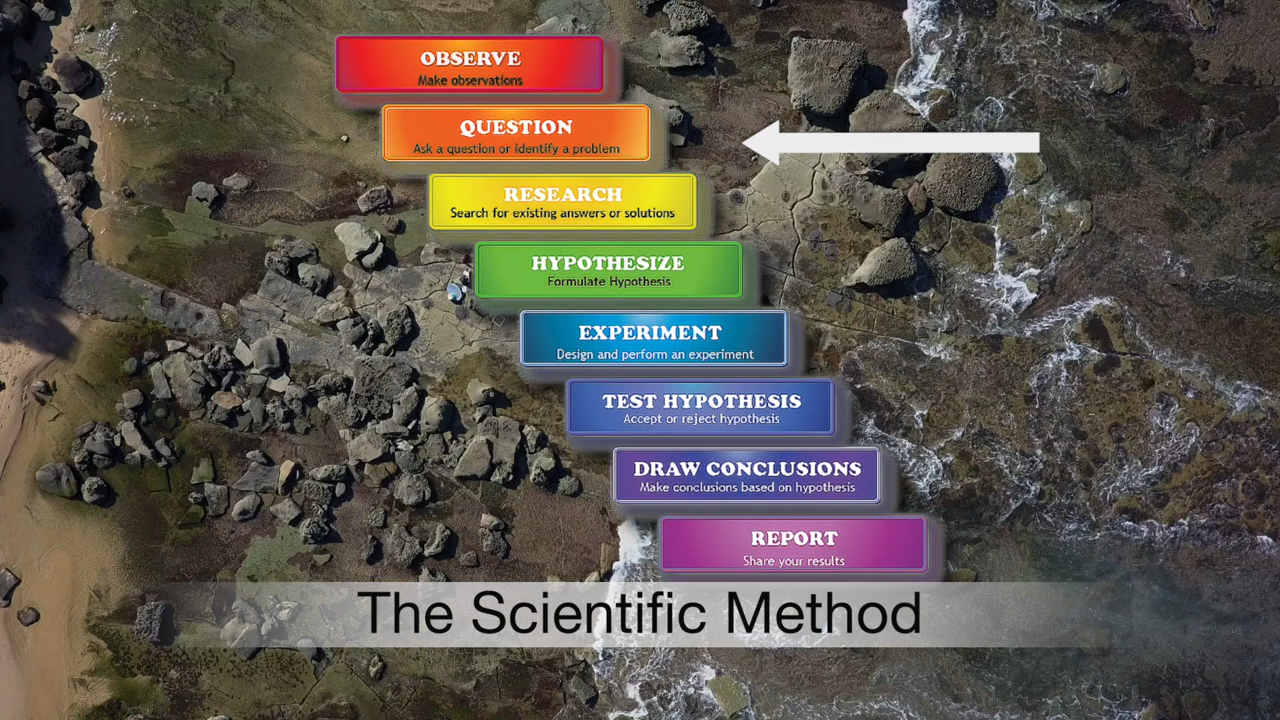 OBSERVE
Make observations
QUESTION
Ask a question or identify a problem
RESEARCH
Search for existing answers or solutions
HYPOTHESIZE
Formulate Hypothesis
EXPERIMENT
Design and perform an experiment
TEST HYPOTHESIS
Accept or reject hypothesis
DRAW CONCLUSIONS
Make conclusions based on hypothesis
REPORT
Share your results
The Scientific Method